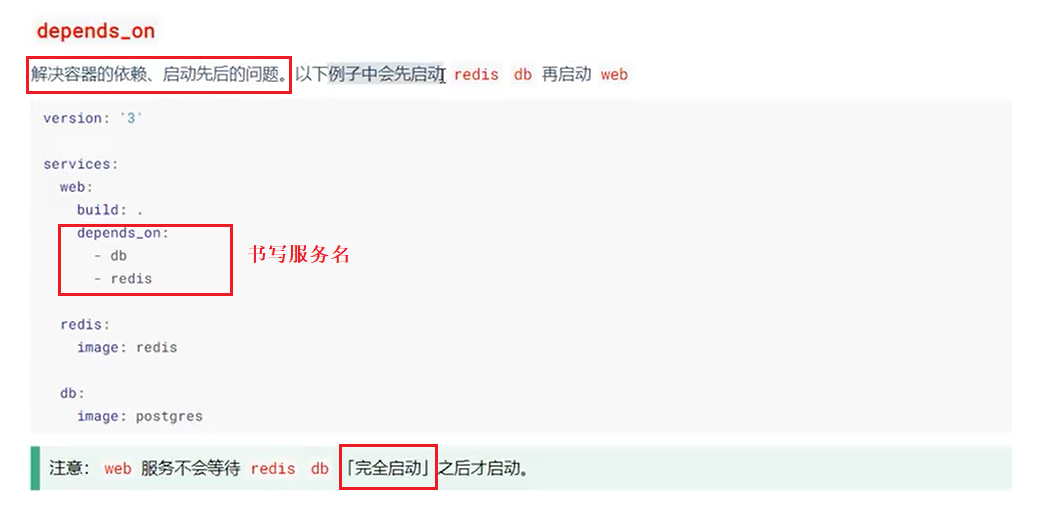 depends_on
解决容器的依赖、启动先后的问题。以下例子中会先启动 redis db 再启动 web
version: '3'
services:
web:
build: .
depends_on:
- db
- redis
书写服务名
redis:
image: redis
db:
image: postgres
注意： web 服务不会等待 redis db 「完全启动」之后才启动。